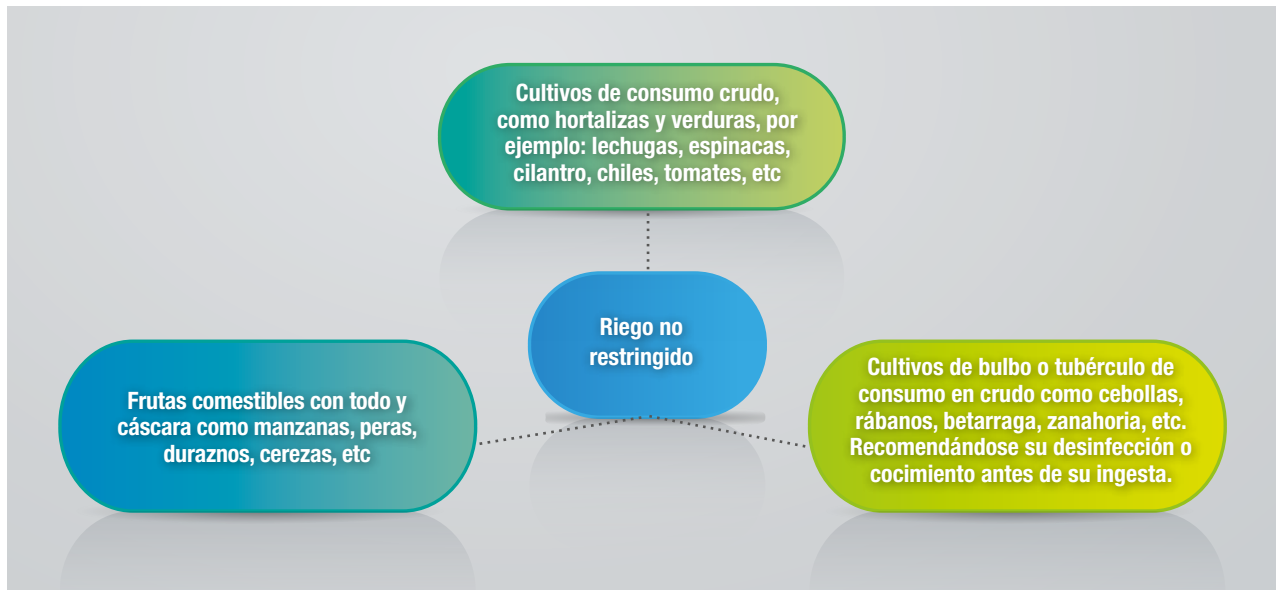 Cultivos de consumo crudo,
como hortalizas y verduras, por
ejemplo: lechugas, espinacas,
cilantro, chiles, tomates, etc
Riego no
restringido
Frutas comestibles con todo y
cáscara como manzanas, peras,
duraznos, cerezas, etc
Cultivos de bulbo o tubérculo de
consumo en crudo como cebollas,
rábanos, betarraga, zanahoria, etc.
Recomendándose su desinfección o
cocimiento antes de su ingesta.